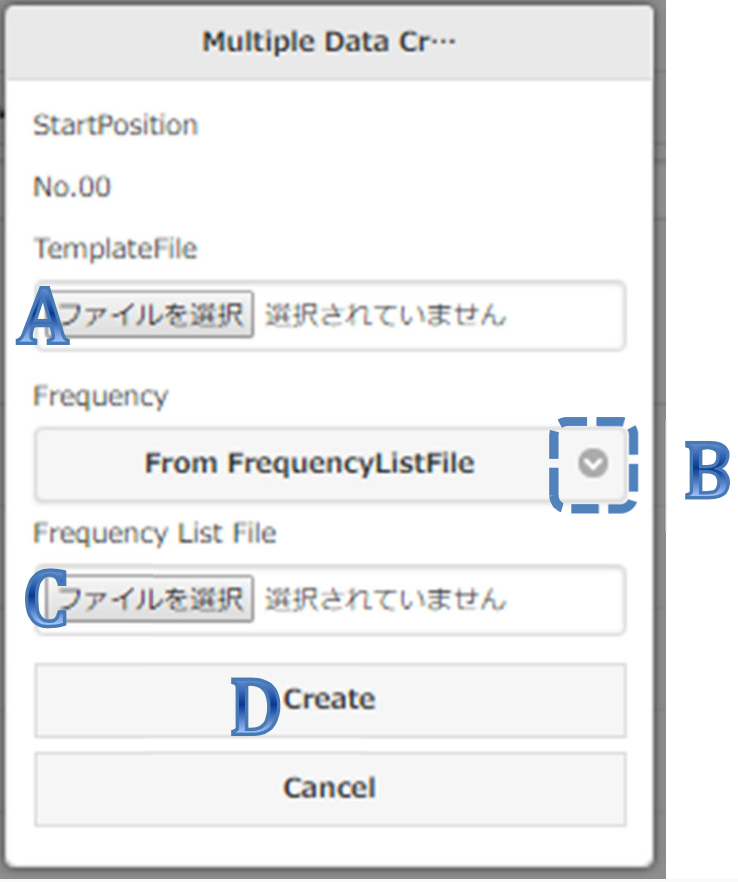 Multiple Data Cr…
StartPosition
No.00
TemplateFile
A ファイルを選択 選択されていません
Frequency
From FrequencyListFile
B
Frequency List File
C ファイルを選択 選択されていません
D Create
Cancel